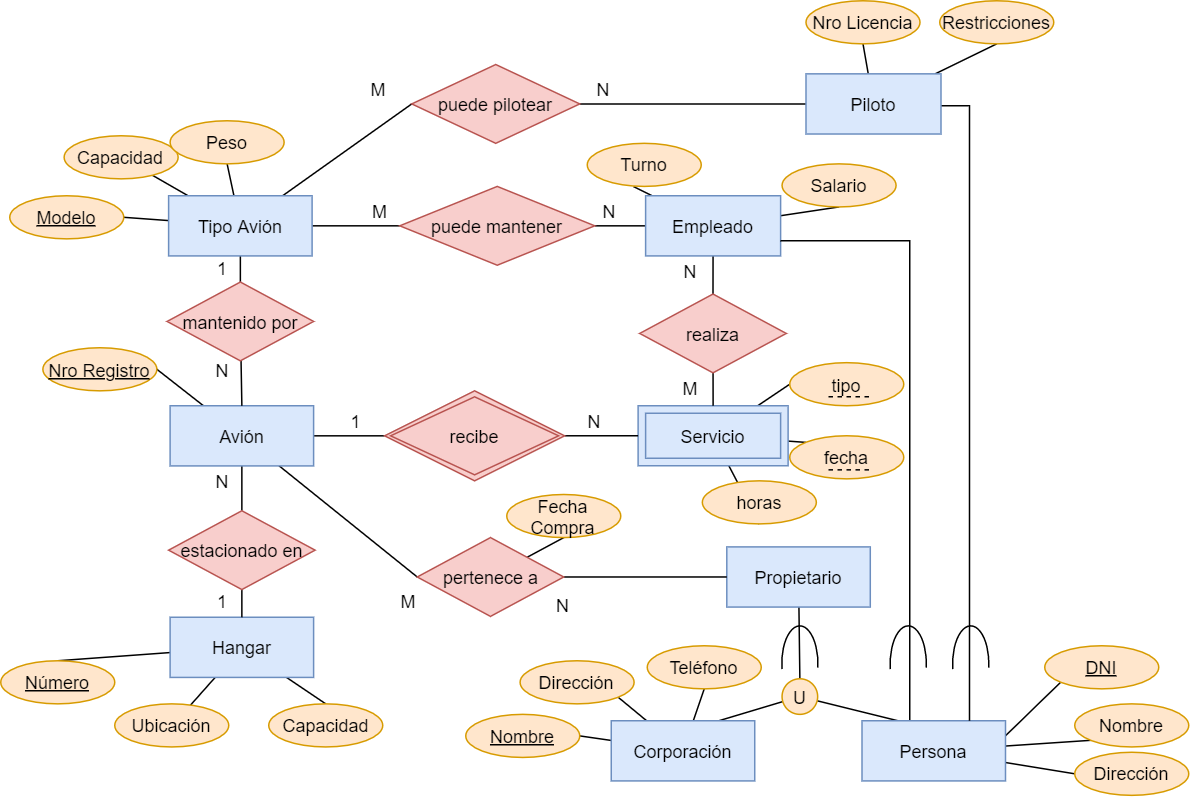 Nro Licencia
Restricciones
M
puede pilotear
N
Piloto
Capacidad
Peso
Turno
Salario
Modelo
Tipo Avión
M
puede mantener
N
Empleado
1
mantenido por
N
N
realiza
M
Nro Registro
tipo
Avión
1
recibe
N
Servicio
fecha
horas
N
Fecha
Compra
estacionado en
pertenece a
M
N
Propietario
1
Hangar
Número
Ubicación
Capacidad
Dirección
Teléfono
U
DNI
Nombre
Nombre
Corporación
Persona
Dirección